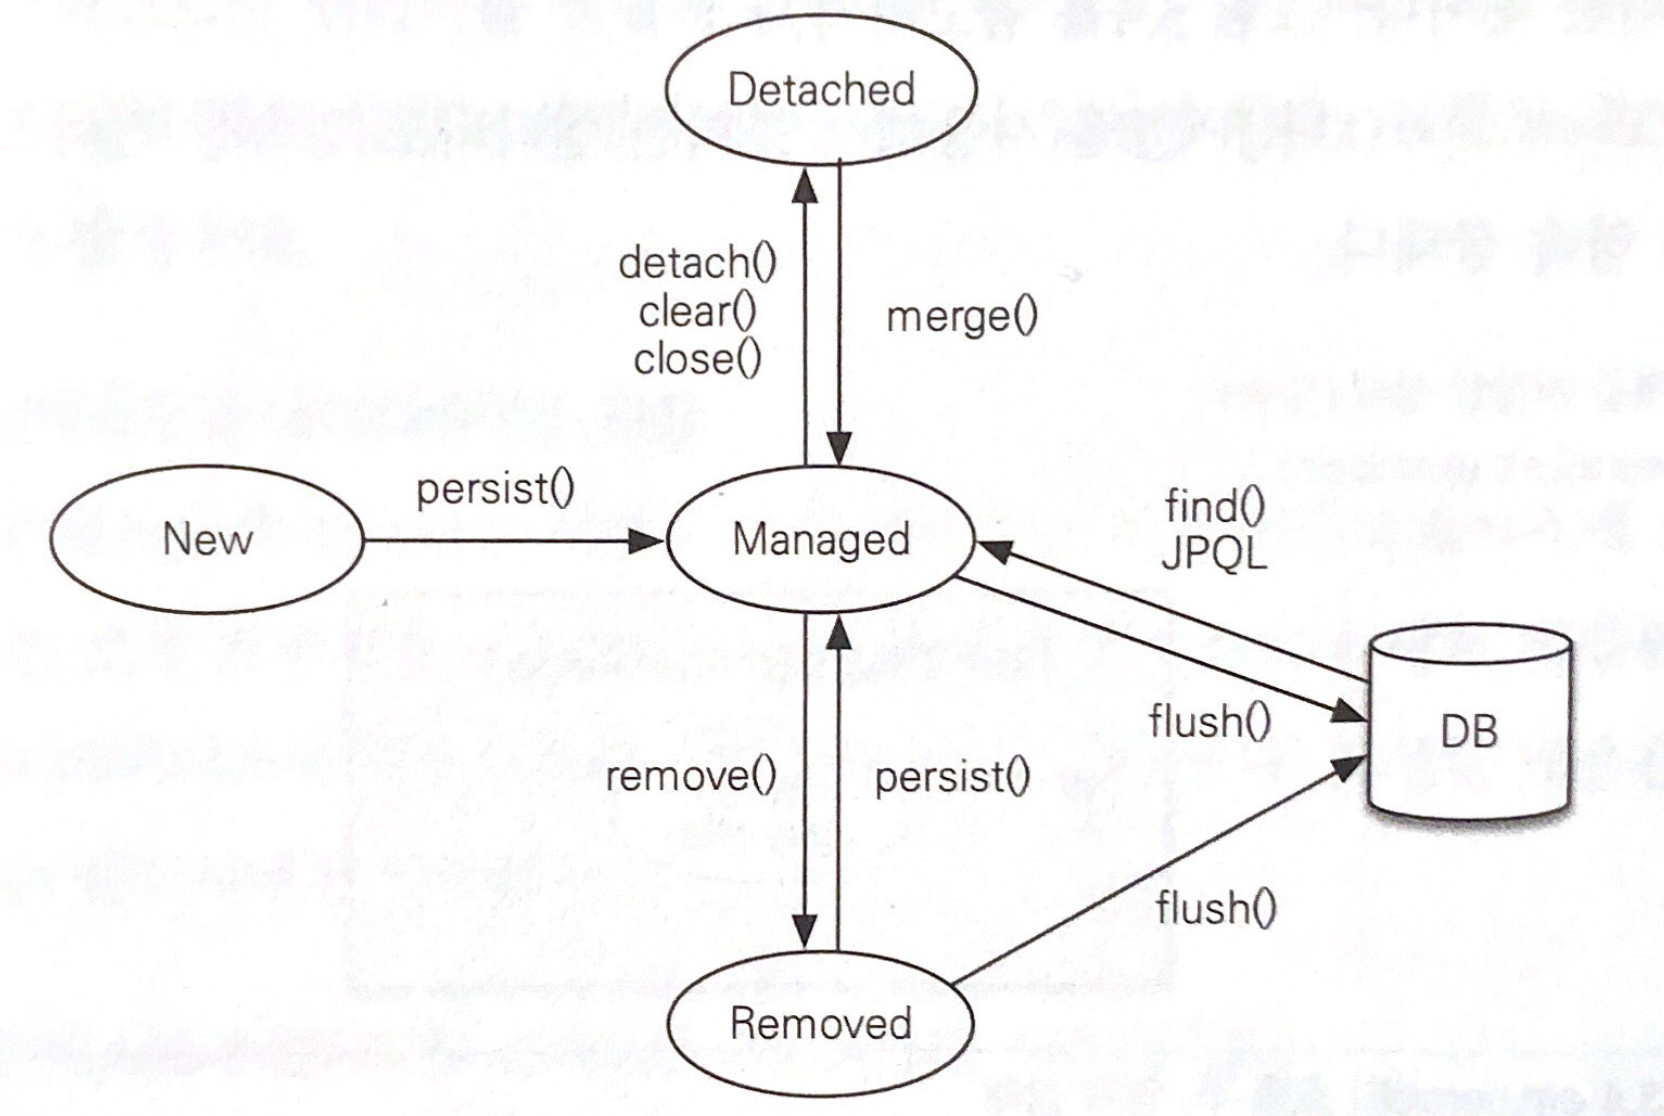 Detached
detach()
clear()
close()
merge()
persist()
find()
JPQL
New
Managed
flush()
DB
remove()
persist()
flush()
Removed